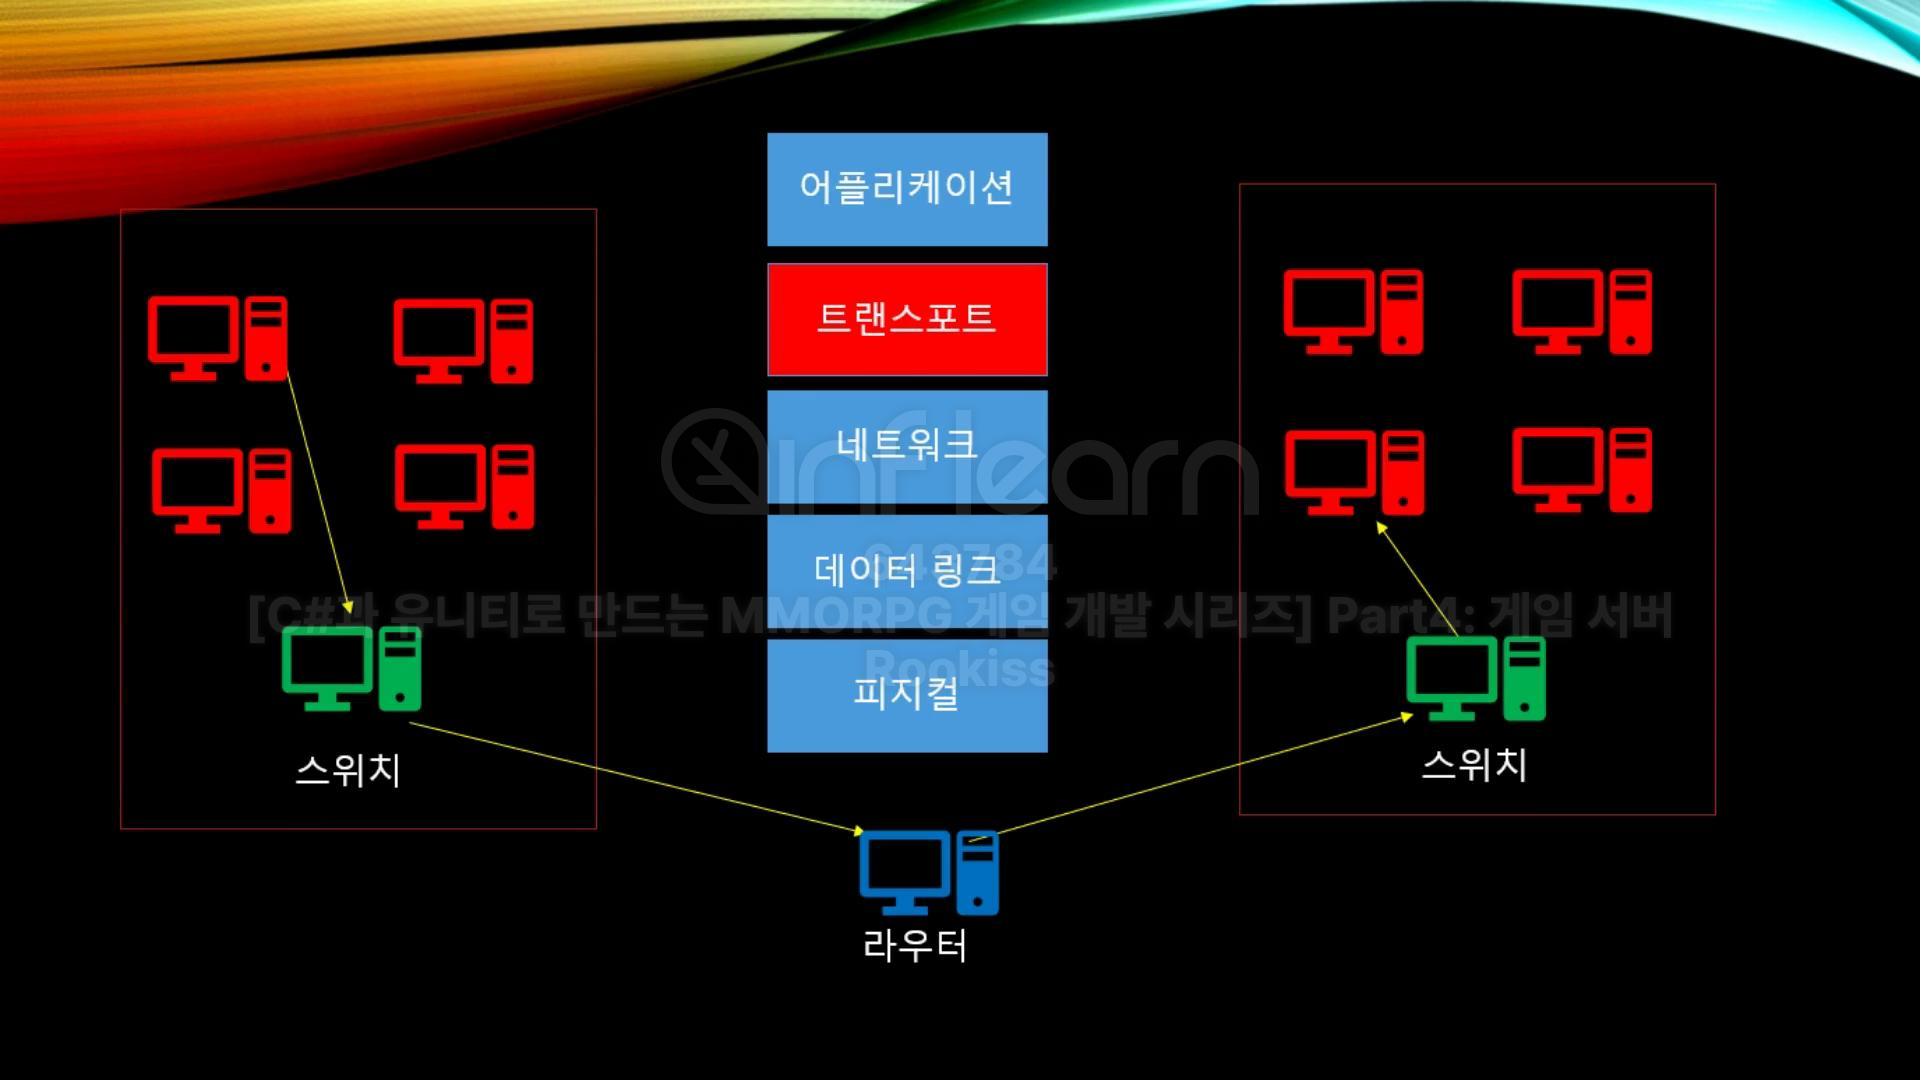 어플리케이션
트랜스포트
네트워크
데이터 링크
피지컬
스위치
스위치
라우터
inflearn
643784
[C#과 유니티로 만드는 MMORPG 게임 개발 시리즈] Part4: 게임 서버
Rookiss